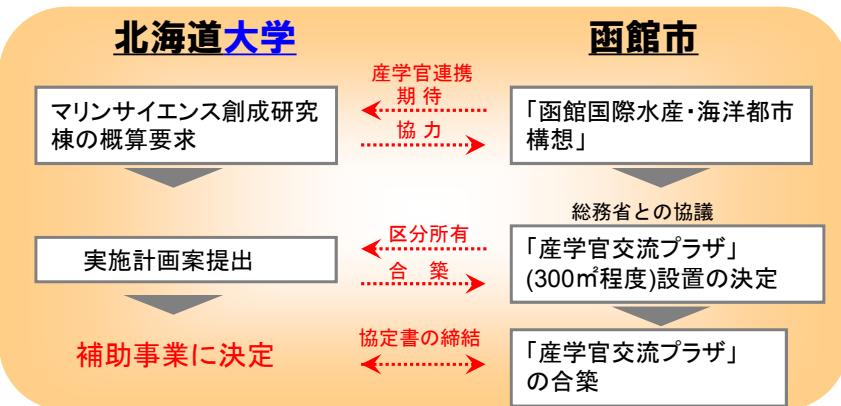 北海道大学
函館市
産学官連携
期 待
協 力
マリンサイエンス創成研究
棟の概算要求
「函館国際水産・海洋都市
構想」
総務省との協議
区分所有
合 築
実施計画案提出
「産学官交流プラザ」
(300㎡程度)設置の決定
協定書の締結
補助事業に決定
「産学官交流プラザ」
の合築